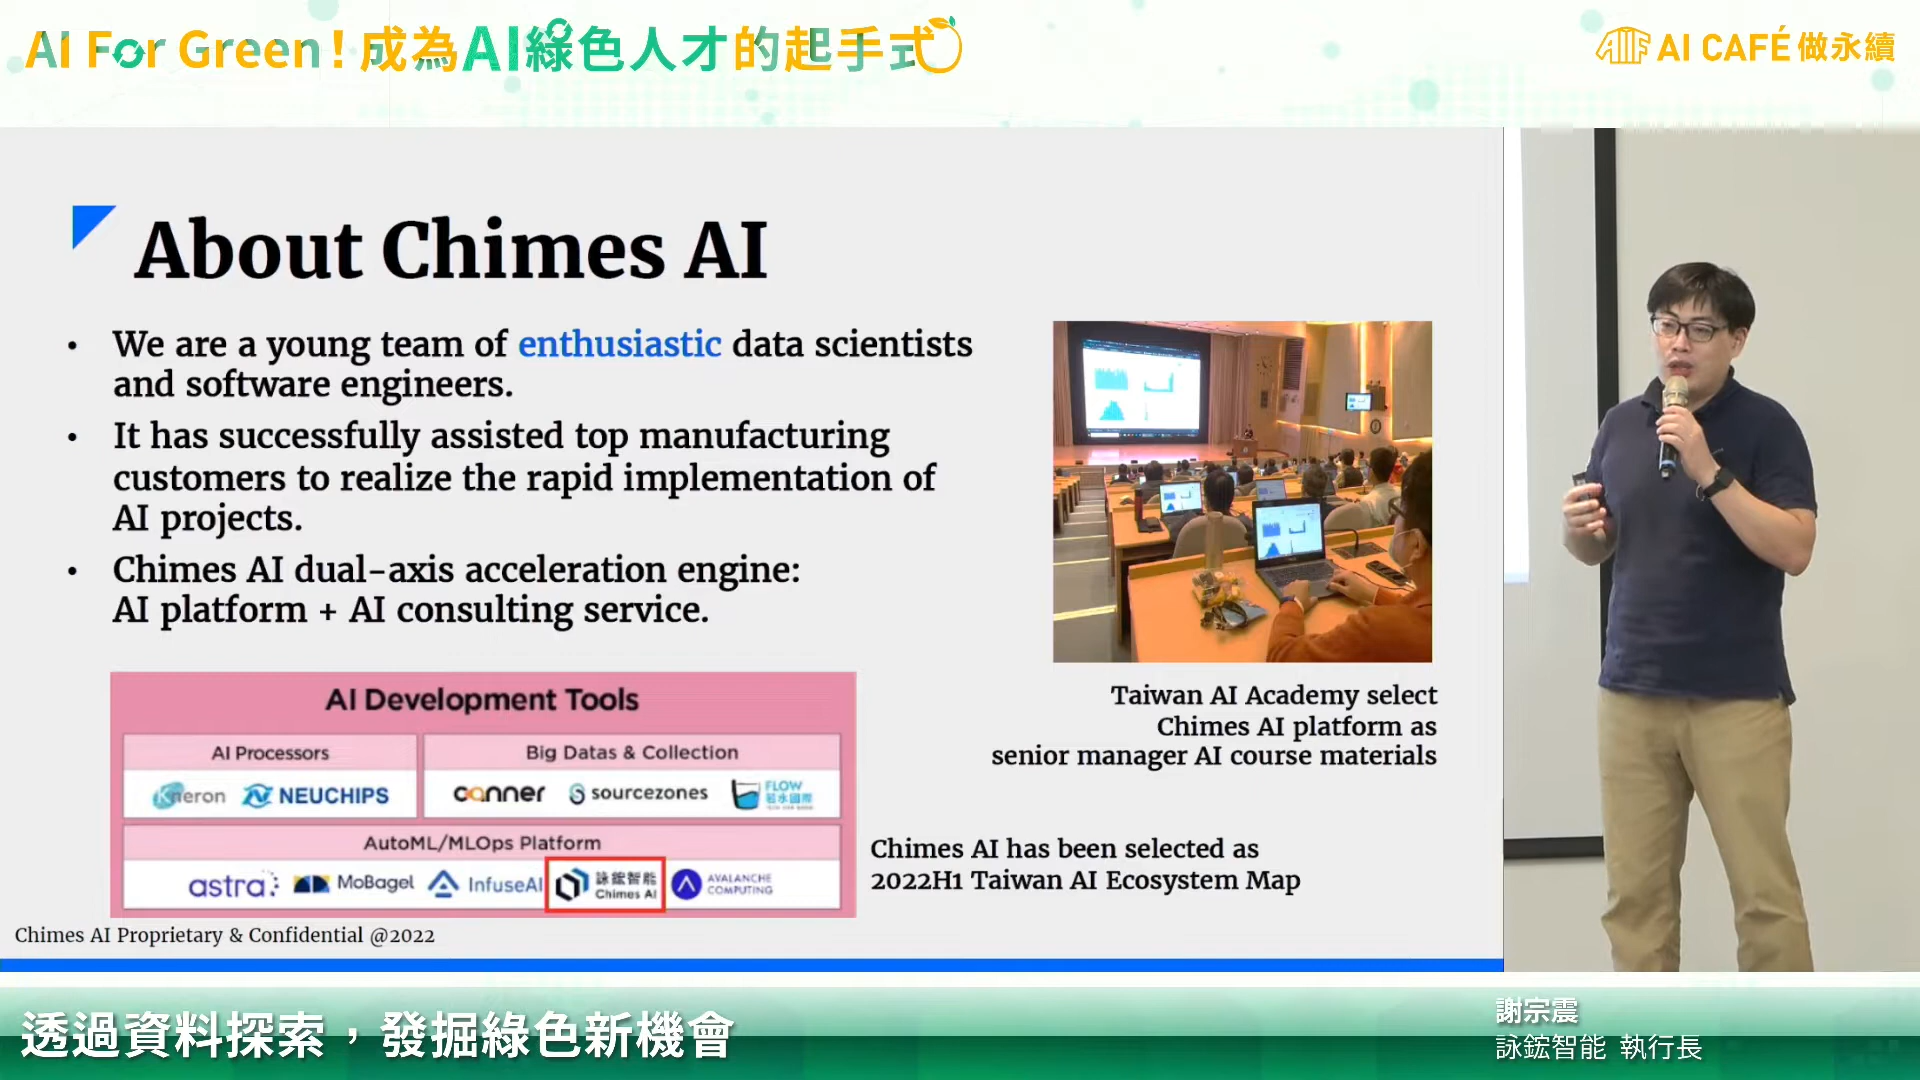 AI For Green！成為AI綠色人才的起手式
AIF AI CAFÉ 做永續
About Chimes AI
• We are a young team of enthusiastic data scientists
and software engineers.
• It has successfully assisted top manufacturing
customers to realize the rapid implementation of
AI projects.
• Chimes AI dual-axis acceleration engine:
AI platform + AI consulting service.
Taiwan AI Academy select
Chimes AI platform as
senior manager AI course materials
AI Development Tools
AI Processors
Big Datas & Collection
Kneron NEUCHIPS
canner sourcezones FLOW 若水國際
AutoML/MLOps Platform
astra MoBagel InfuseAI 詠鋐智能 Chimes AI AVALANCHE COMPUTING
Chimes AI has been selected as
2022H1 Taiwan AI Ecosystem Map
Chimes AI Proprietary & Confidential @2022
透過資料探索，發掘綠色新機會
謝宗震
詠鋐智能 執行長